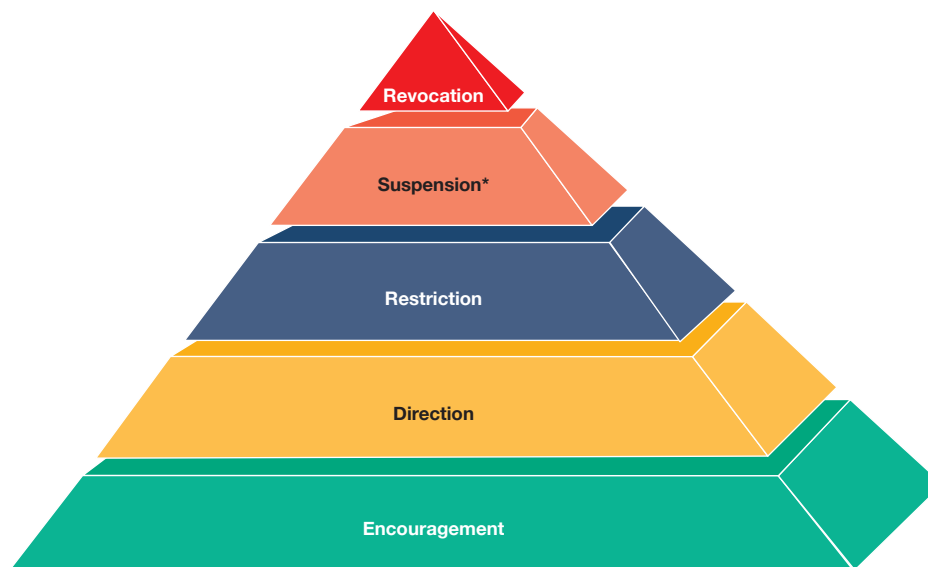 Revocation
Suspension*
Restriction
Direction
Encouragement